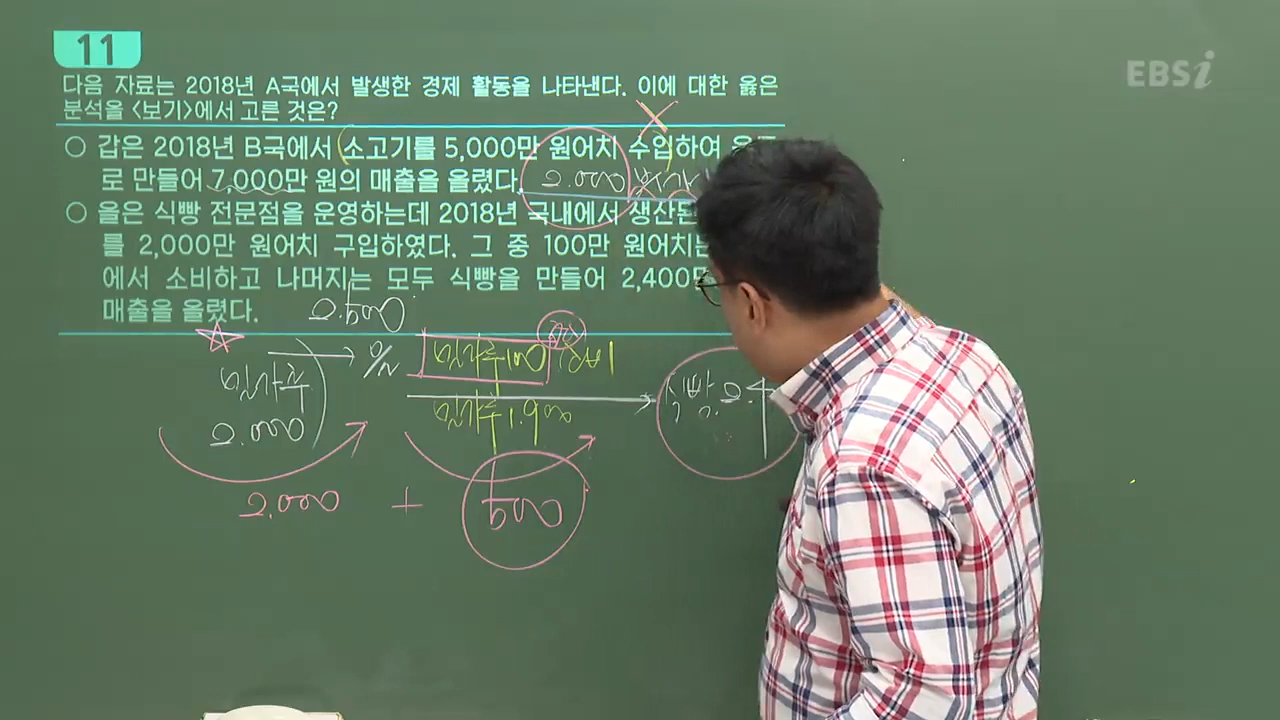 11
EBSi
다음 자료는 2018년 A국에서 발생한 경제 활동을 나타낸다. 이에 대한 옳은
분석을 <보기>에서 고른 것은?
○ 갑은 2018년 B국에서 소고기를 5,000만 원어치 수입하여
로 만들어 7,000만 원의 매출을 올렸다. 2.000
○ 을은 식빵 전문점을 운영하는데 2018년 국내에서 생산된
를 2,000만 원어치 구입하였다. 그 중 100만 원어치는
에서 소비하고 나머지는 모두 식빵을 만들어 2,400만
매출을 올렸다.
2.500
밀가루 100
밀가루
밀가루 1.900
식빵 2.4
2.000
2.000 + 500